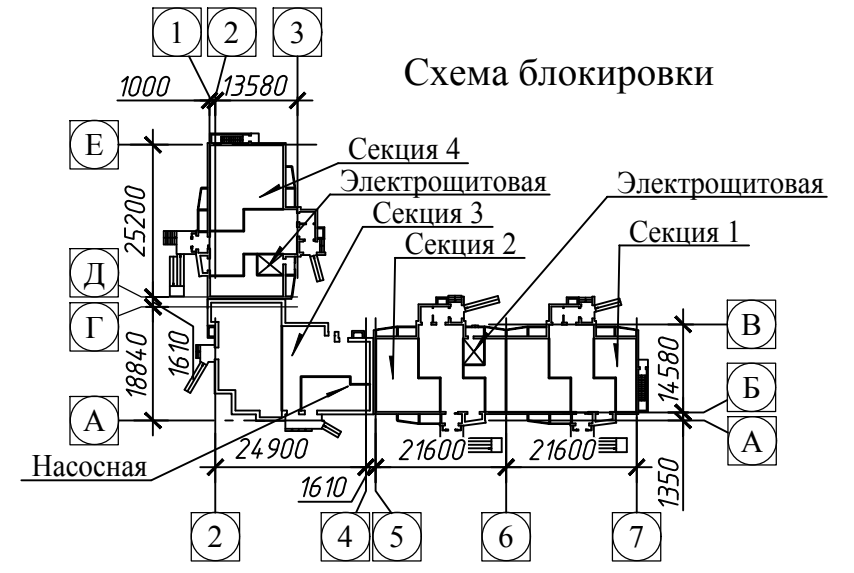 1
2
3
Схема блокировки
1000
13580
Е
Секция 4
Электрощитовая
Электрощитовая
Секция 3
25200
Секция 2
Секция 1
Д
Г
В
1610
18840
14580
Б
А
А
24900
21600
21600
Насосная
1610
1350
2
4
5
6
7